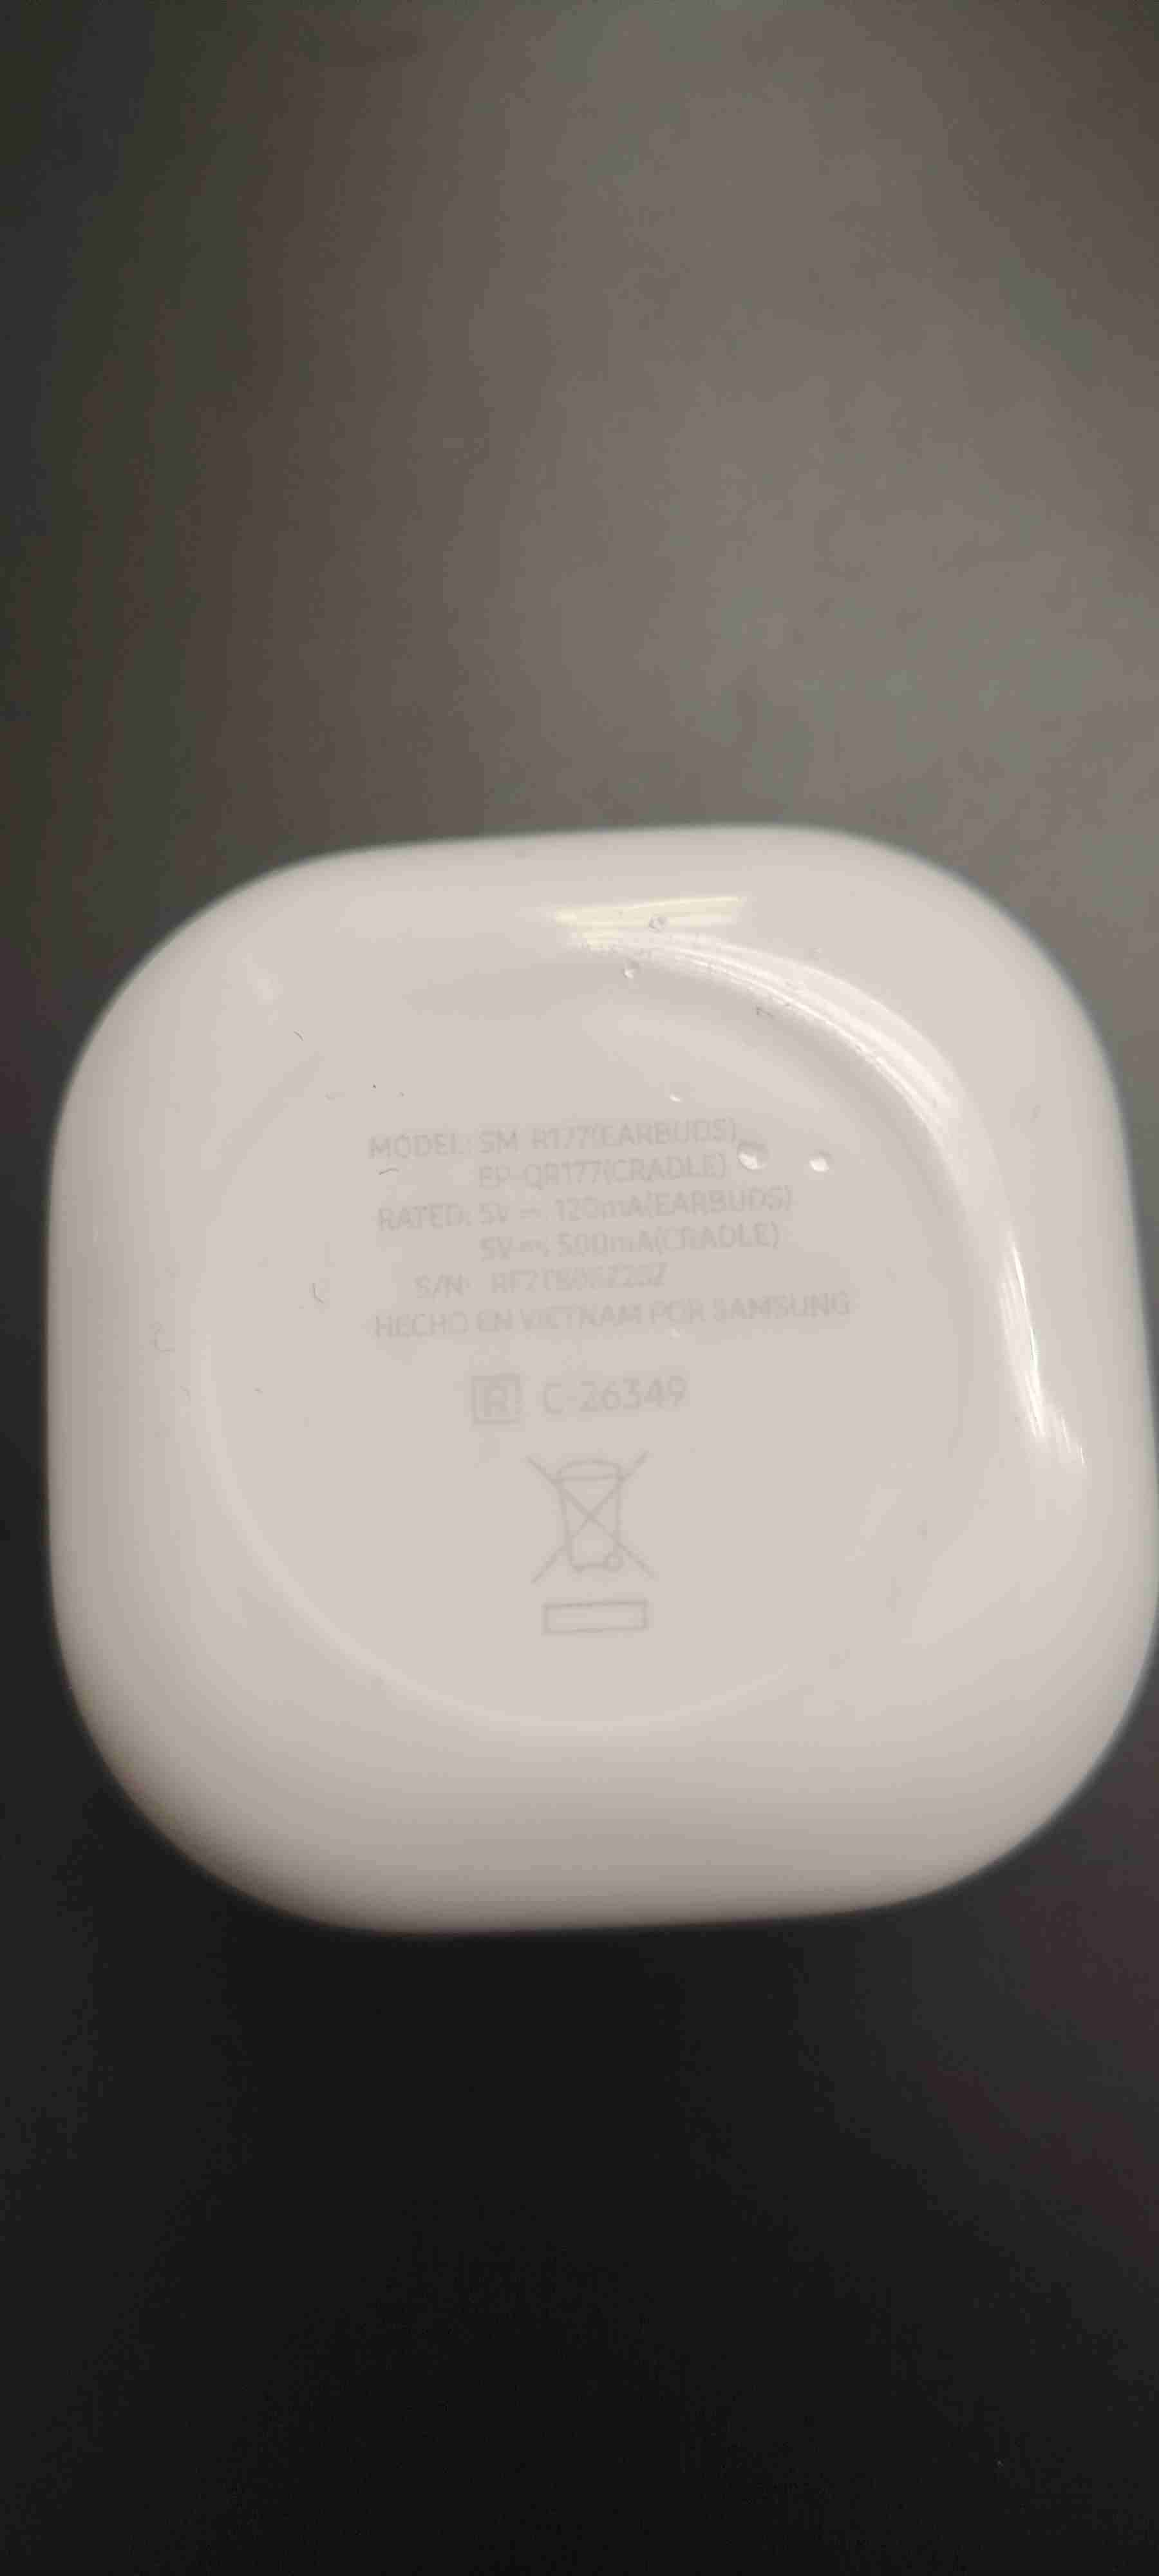 MODEL: SM-R177(EARBUDS)
EP-QR177(CRADLE)
RATED: 5V ⎓ 120mA(EARBUDS)
5V ⎓ 500mA(CRADLE)
S/N:
HECHO EN VIETNAM POR SAMSUNG
R C-26349